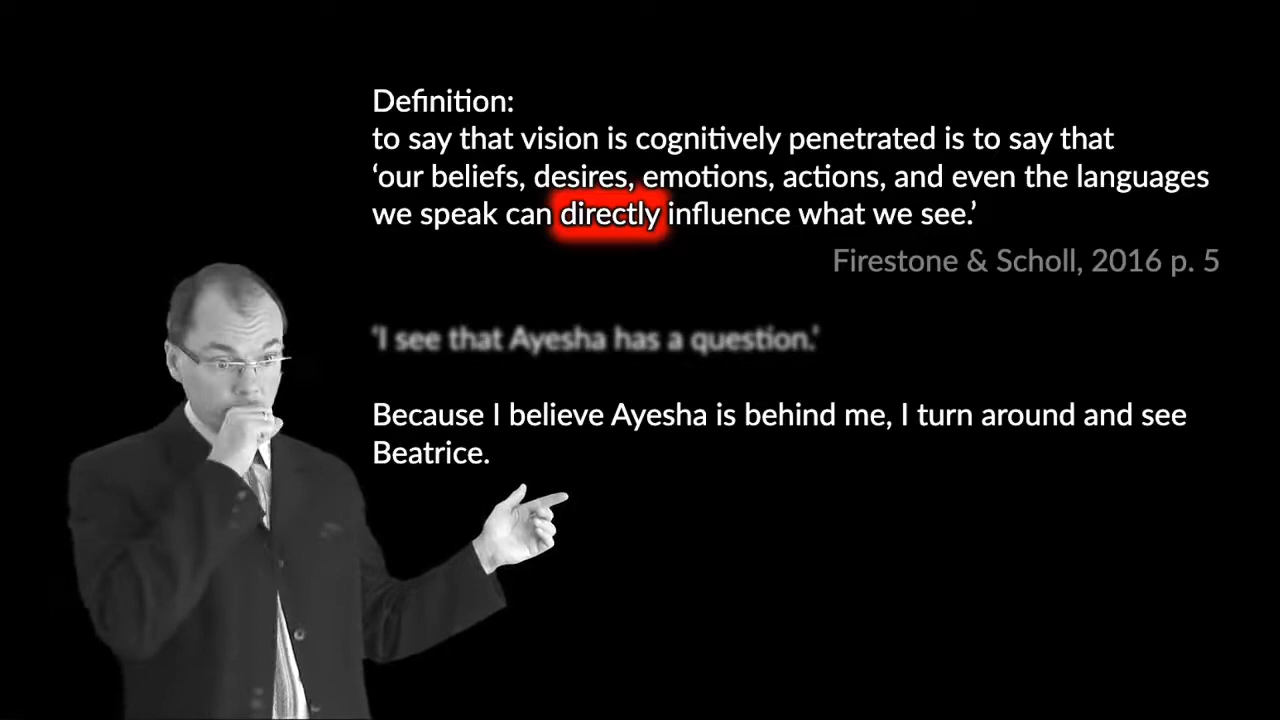 Definition:
to say that vision is cognitively penetrated is to say that
‘our beliefs, desires, emotions, actions, and even the languages
we speak can directly influence what we see.’
Firestone & Scholl, 2016 p. 5
‘I see that Ayesha has a question.’
Because I believe Ayesha is behind me, I turn around and see
Beatrice.